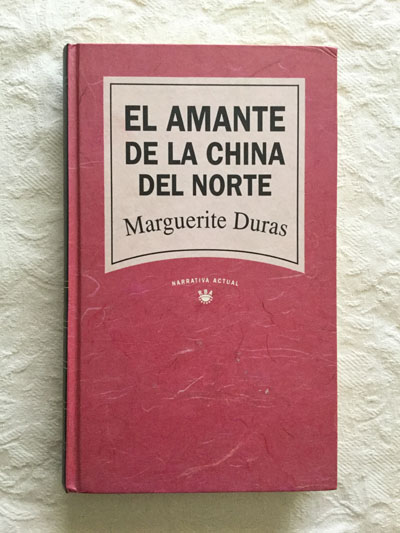 EL AMANTE
DE LA CHINA
DEL NORTE
Marguerite Duras
NARRATIVA ACTUAL